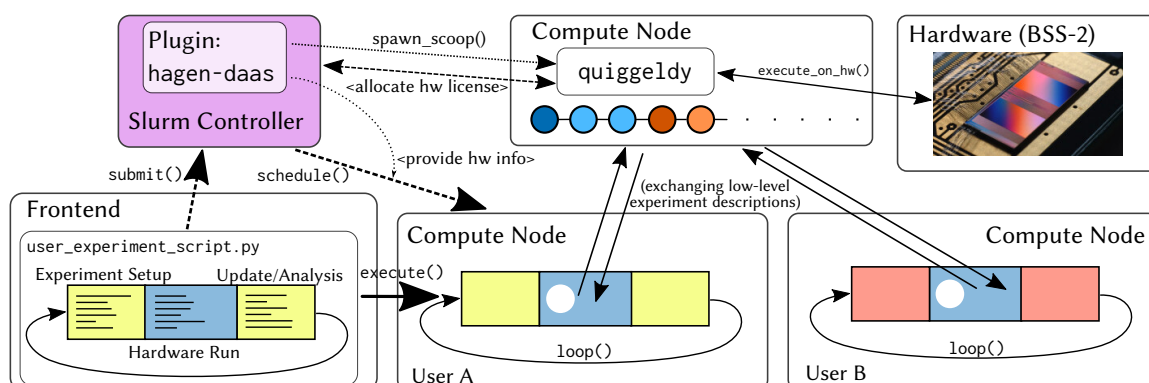 Plugin:
hagen-daas
Slurm Controller
spawn_scoop()
<allocate hw license>
<provide hw info>
Compute Node
quiggeldy
execute_on_hw()
Hardware (BSS-2)
submit()
schedule()
(exchanging low-level
experiment descriptions)
Frontend
user_experiment_script.py
Experiment Setup
Update/Analysis
Hardware Run
execute()
Compute Node
loop()
User A
Compute Node
loop()
User B